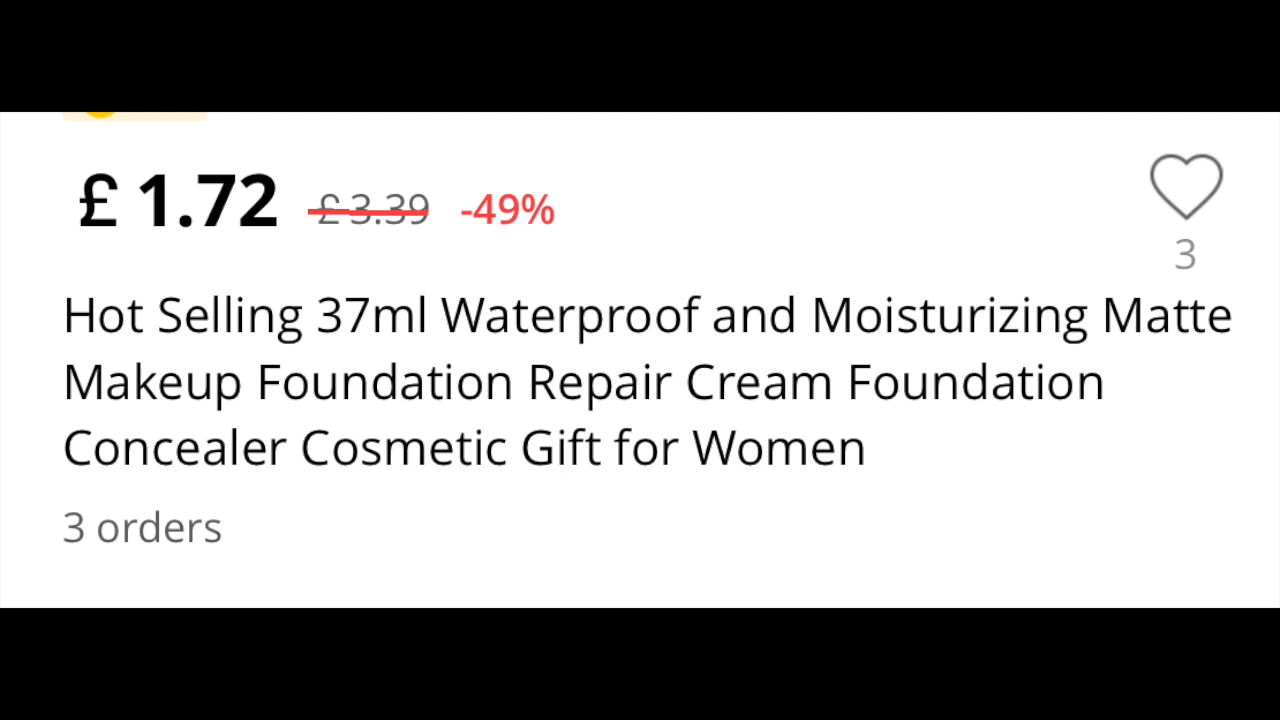 £ 1.72 £ 3.39 -49%
3
Hot Selling 37ml Waterproof and Moisturizing Matte
Makeup Foundation Repair Cream Foundation
Concealer Cosmetic Gift for Women
3 orders